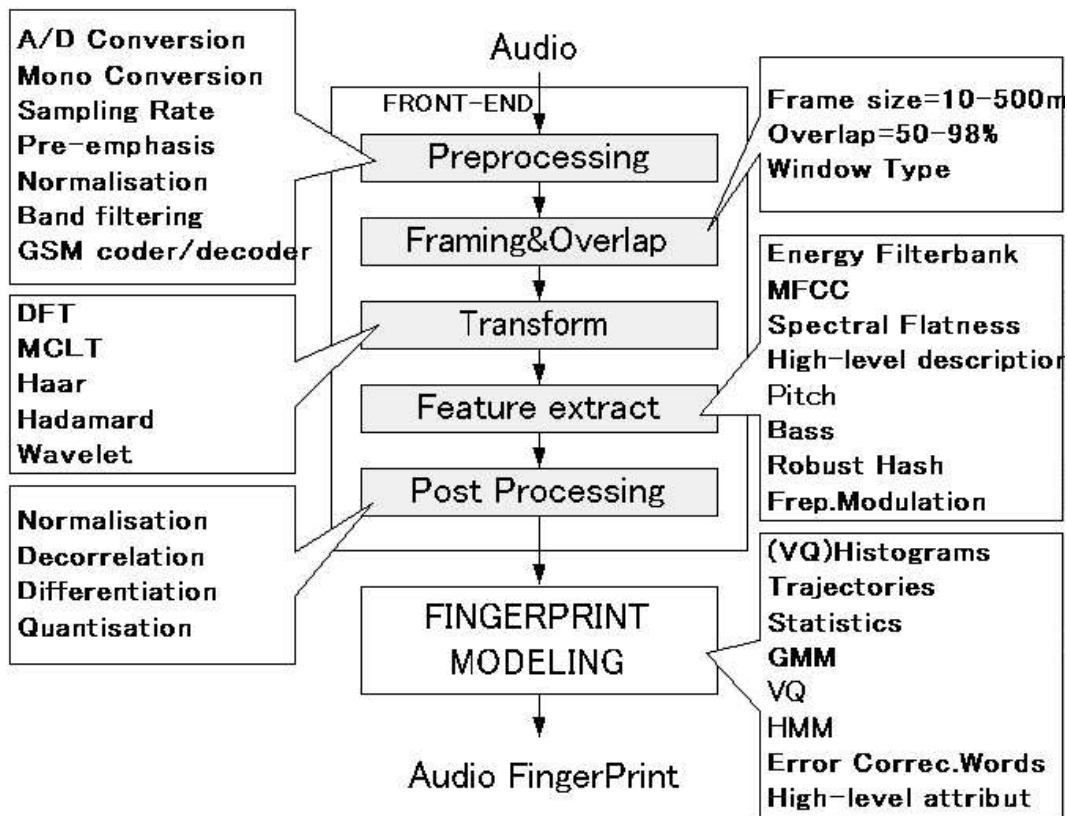 A/D Conversion
Mono Conversion
Sampling Rate
Pre-emphasis
Normalisation
Band filtering
GSM coder/decoder
Audio
FRONT-END
Preprocessing
Frame size=10-500m
Overlap=50-98%
Window Type
Framing&Overlap
DFT
MCLT
Haar
Hadamard
Wavelet
Transform
Energy Filterbank
MFCC
Spectral Flatness
High-level description
Pitch
Bass
Robust Hash
Frep.Modulation
Feature extract
Normalisation
Decorrelation
Differentiation
Quantisation
Post Processing
FINGERPRINT
MODELING
(VQ)Histograms
Trajectories
Statistics
GMM
VQ
HMM
Error Correc.Words
High-level attribut
Audio FingerPrint